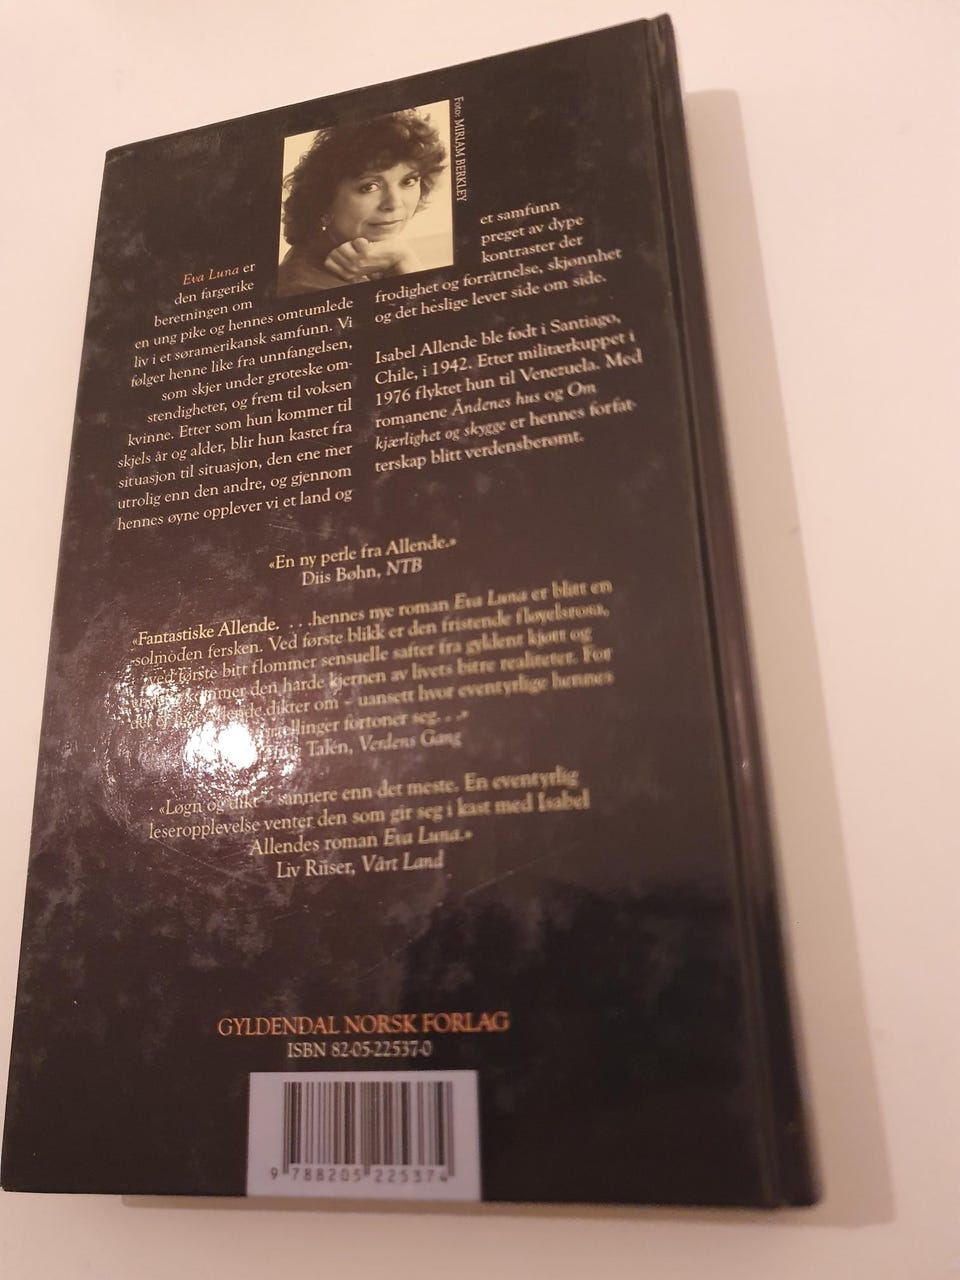 Foto: MIRIAM BERKLEY
Eva Luna er
den fargerike
beretningen om
en ung pike og hennes omtumlede
liv i et søramerikansk samfunn. Vi
følger henne like fra unnfangelsen,
som skjer under groteske om-
stendigheter, og frem til voksen
kvinne. Etter som hun kommer til
skjels år og alder, blir hun kastet fra
situasjon til situasjon, den ene mer
utrolig enn den andre, og gjennom
hennes øyne opplever vi et land og
et samfunn
preget av dype
kontraster der
frodighet og forråtnelse, skjønnhet
og det heslige lever side om side.
Isabel Allende ble født i Santiago,
Chile, i 1942. Etter militærkuppet i
1976 flyktet hun til Venezuela. Med
romanene Åndenes hus og Om
kjærlighet og skygge er hennes forfat-
terskap blitt verdensberømt.
«En ny perle fra Allende.»
Diis Bøhn, NTB
«Fantastiske Allende. . . .hennes nye roman Eva Luna er blitt en
solmoden fersken. Ved første blikk er den fristende fløyelsrosa,
ved første bitt flommer sensuelle safter fra gyldent kjøtt og
kommer den harde kjernen av livets bitre realiteter. For
det er dikter om – uansett hvor eventyrlige hennes
fortoner seg. . .»
Talén, Verdens Gang
«Løgn og dikt – sannere enn det meste. En eventyrlig
leseropplevelse venter den som gir seg i kast med Isabel
Allendes roman Eva Luna.»
Liv Riiser, Vårt Land
GYLDENDAL NORSK FORLAG
ISBN 82-05-22537-0
9 788205 225374